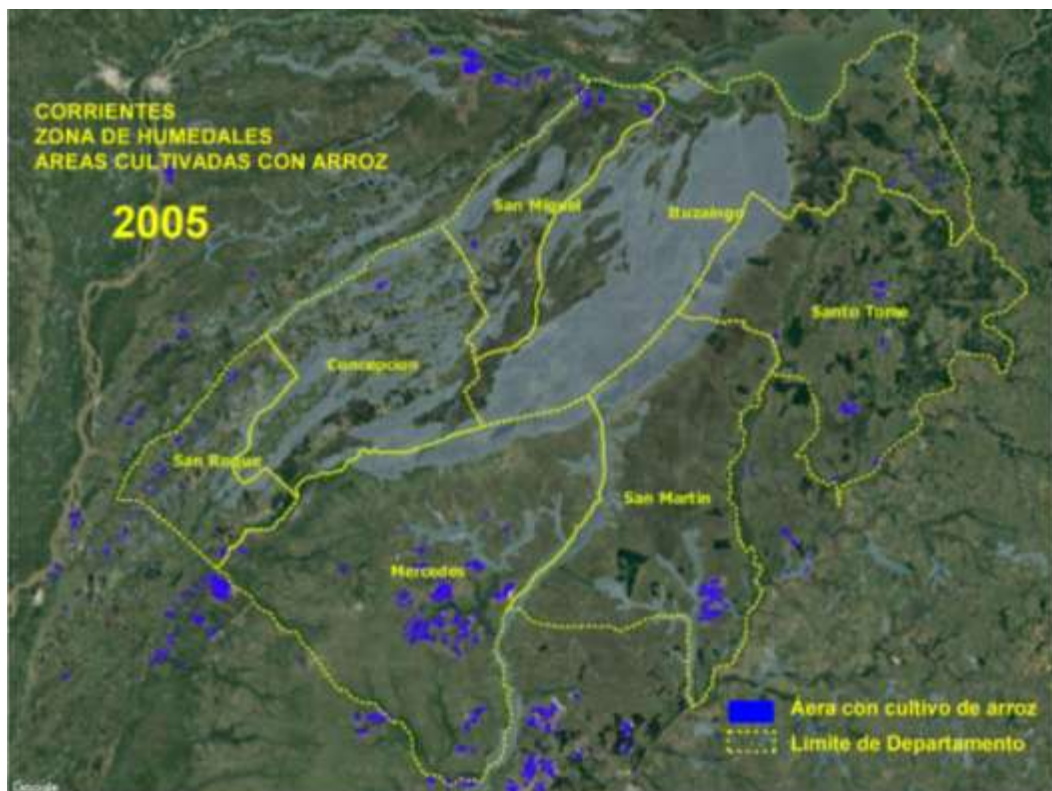 CORRIENTES
ZONA DE HUMEDALES
AREAS CULTIVADAS CON ARROZ
2005
San Miguel
Ituzaingo
Santo Tome
Concepcion
San Roque
San Martin
Mercedes
Aera con cultivo de arroz
Limite de Departamento
Google